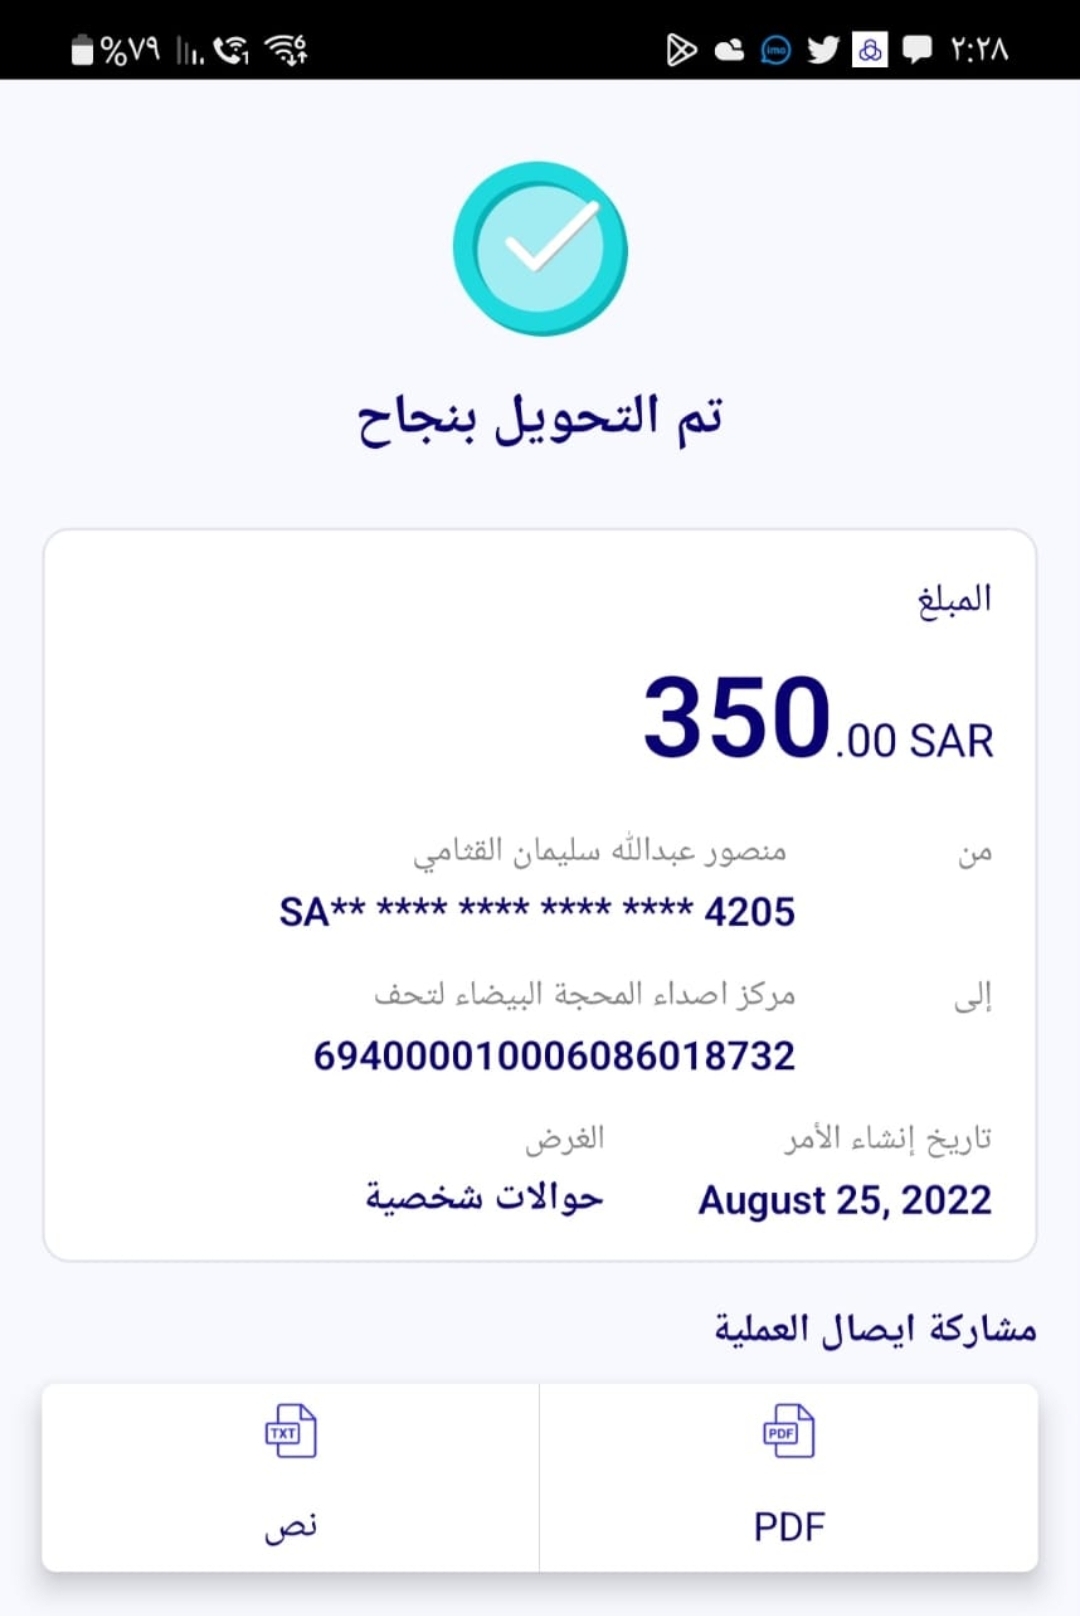 ٢:٢٨
%٧٩
تم التحويل بنجاح
المبلغ
350.00 SAR
من
منصور عبدالله سليمان القثامي
SA** **** **** **** **** 4205
إلى
مركز اصداء المحجة البيضاء لتحف
694000010006086018732
تاريخ إنشاء الأمر
August 25, 2022
الغرض
حوالات شخصية
مشاركة ايصال العملية
PDF
PDF
TXT
نص